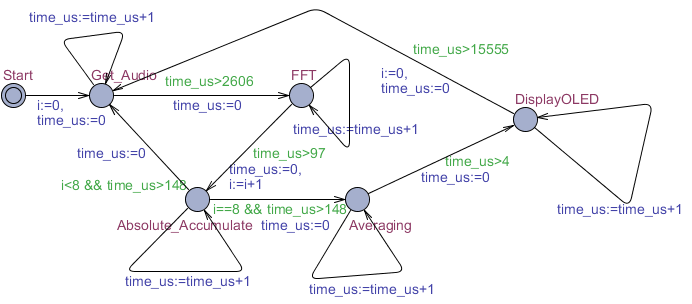 time_us:=time_us+1
time_us>15555
Start
Get_Audio
time_us>2606
FFT
i:=0,
time_us:=0
i:=0,
time_us:=0
time_us:=0
DisplayOLED
time_us:=time_us+1
time_us:=0
time_us>97
time_us:=0,
i:=i+1
time_us>4
time_us:=0
i<8 && time_us>148
i==8 && time_us>148
time_us:=time_us+1
Absolute_Accumulate
time_us:=0
Averaging
time_us:=time_us+1
time_us:=time_us+1